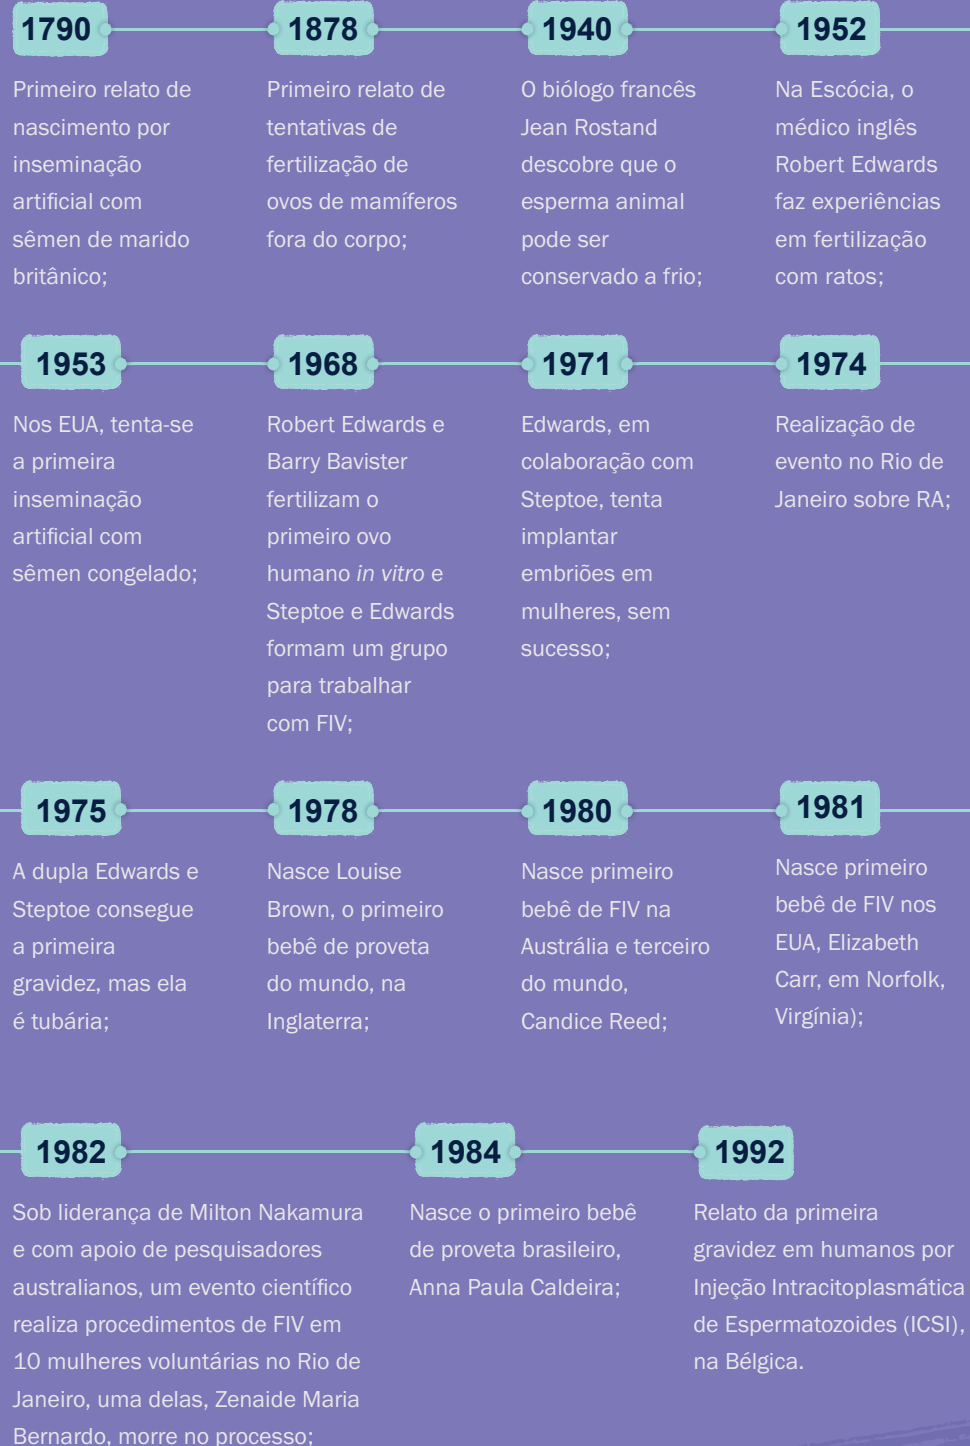 1790
Primeiro relato de
nascimento por
inseminação
artificial com
sêmen de marido
britânico;
1878
Primeiro relato de
tentativas de
fertilização de
ovos de mamíferos
fora do corpo;
1940
O biólogo francês
Jean Rostand
descobre que o
esperma animal
pode ser
conservado a frio;
1952
Na Escócia, o
médico inglês
Robert Edwards
faz experiências
em fertilização
com ratos;
1953
Nos EUA, tenta-se
a primeira
inseminação
artificial com
sêmen congelado;
1968
Robert Edwards e
Barry Bavister
fertilizam o
primeiro ovo
humano in vitro e
Steptoe e Edwards
formam um grupo
para trabalhar
com FIV;
1971
Edwards, em
colaboração com
Steptoe, tenta
implantar
embriões em
mulheres, sem
sucesso;
1974
Realização de
evento no Rio de
Janeiro sobre RA;
1975
A dupla Edwards e
Steptoe consegue
a primeira
gravidez, mas ela
é tubária;
1978
Nasce Louise
Brown, o primeiro
bebê de proveta
do mundo, na
Inglaterra;
1980
Nasce primeiro
bebê de FIV na
Austrália e terceiro
do mundo,
Candice Reed;
1981
Nasce primeiro
bebê de FIV nos
EUA, Elizabeth
Carr, em Norfolk,
Virgínia);
1982
Sob liderança de Milton Nakamura
e com apoio de pesquisadores
australianos, um evento científico
realiza procedimentos de FIV em
10 mulheres voluntárias no Rio de
Janeiro, uma delas, Zenaide Maria
Bernardo, morre no processo;
1984
Nasce o primeiro bebê
de proveta brasileiro,
Anna Paula Caldeira;
1992
Relato da primeira
gravidez em humanos por
Injeção Intracitoplasmática
de Espermatozoides (ICSI),
na Bélgica.